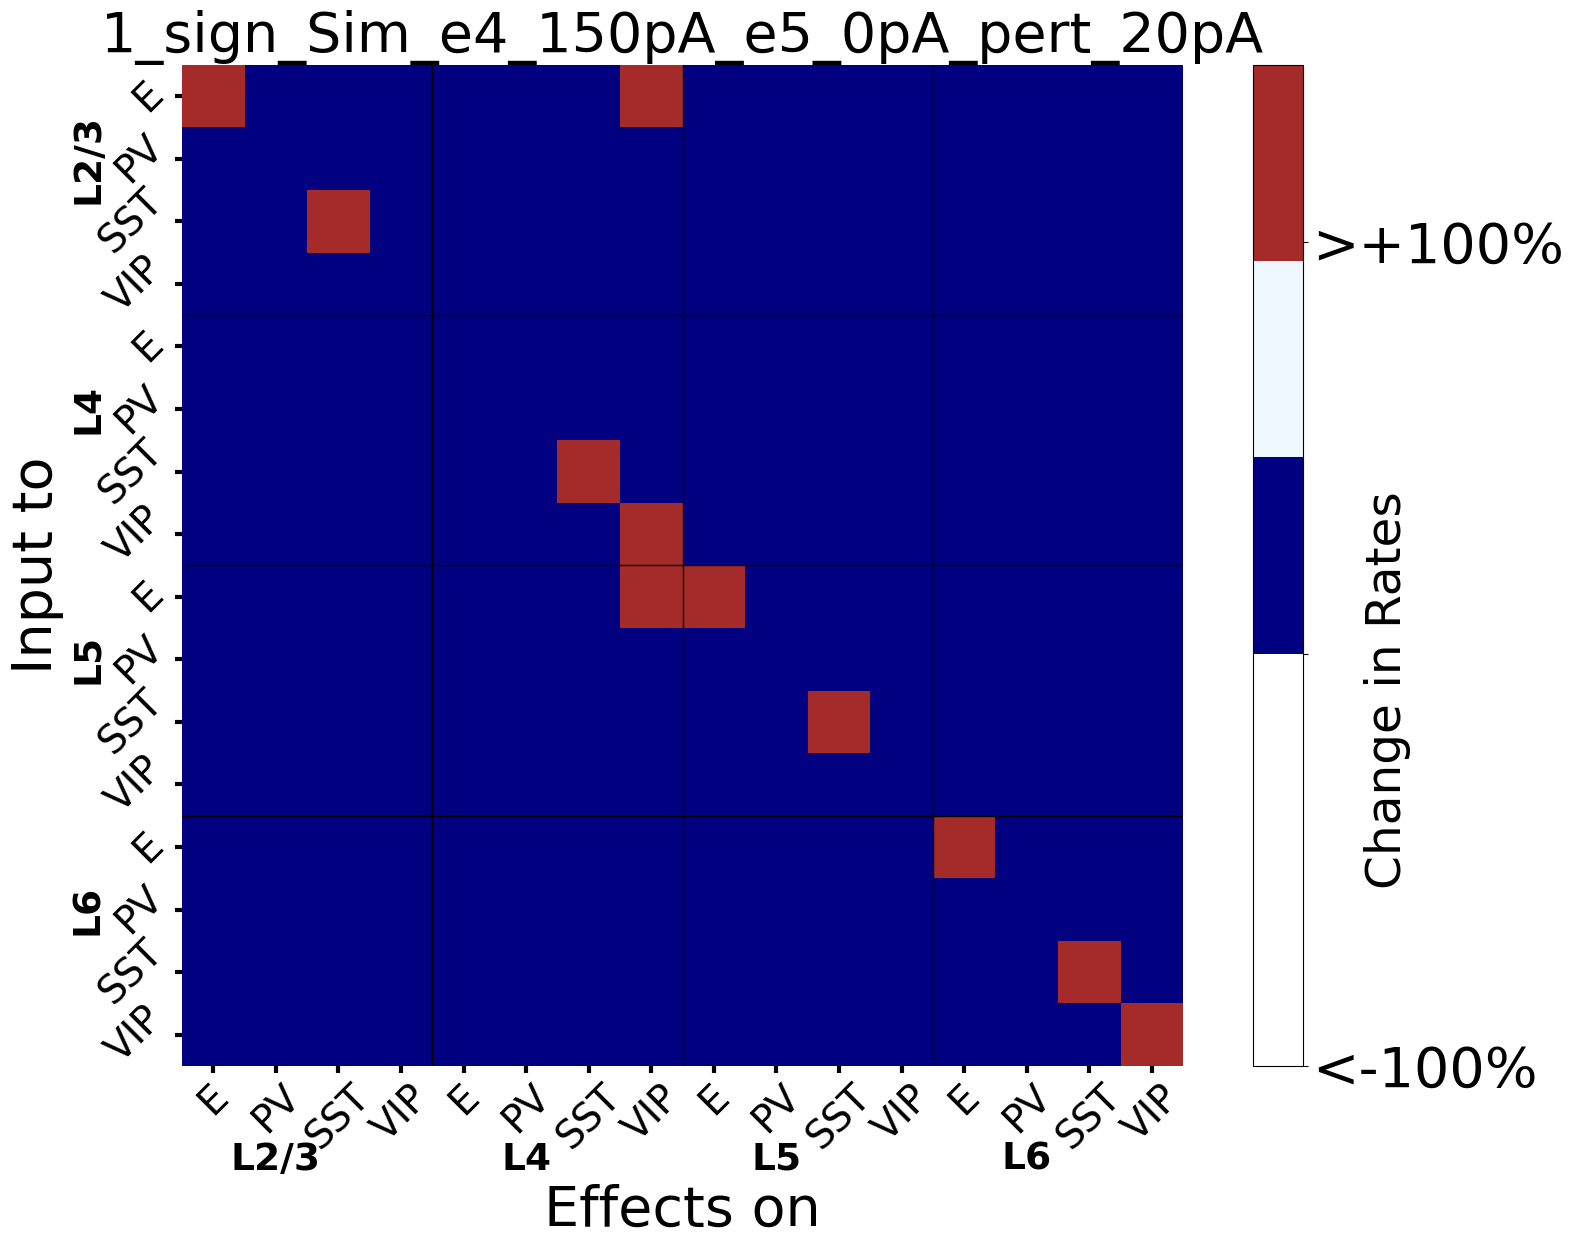 1_sign_Sim_e4_150pA_e5_0pA_pert_20pA
Input to
L2/3
E
PV
SST
VIP
L4
E
PV
SST
VIP
L5
E
PV
SST
VIP
L6
E
PV
SST
VIP
E PV SST VIP E PV SST VIP E PV SST VIP E PV SST VIP
L2/3 L4 L5 L6
Effects on
>+100%
<-100%
Change in Rates